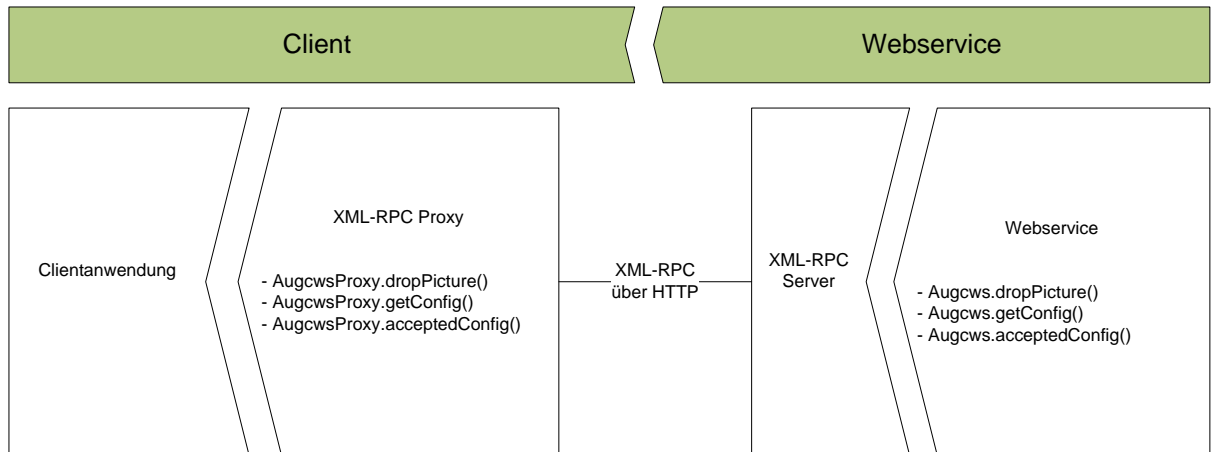 Client
Webservice
Clientanwendung
XML-RPC Proxy
- AugcwsProxy.dropPicture()
- AugcwsProxy.getConfig()
- AugcwsProxy.acceptedConfig()
XML-RPC
über HTTP
XML-RPC
Server
Webservice
- Augcws.dropPicture()
- Augcws.getConfig()
- Augcws.acceptedConfig()